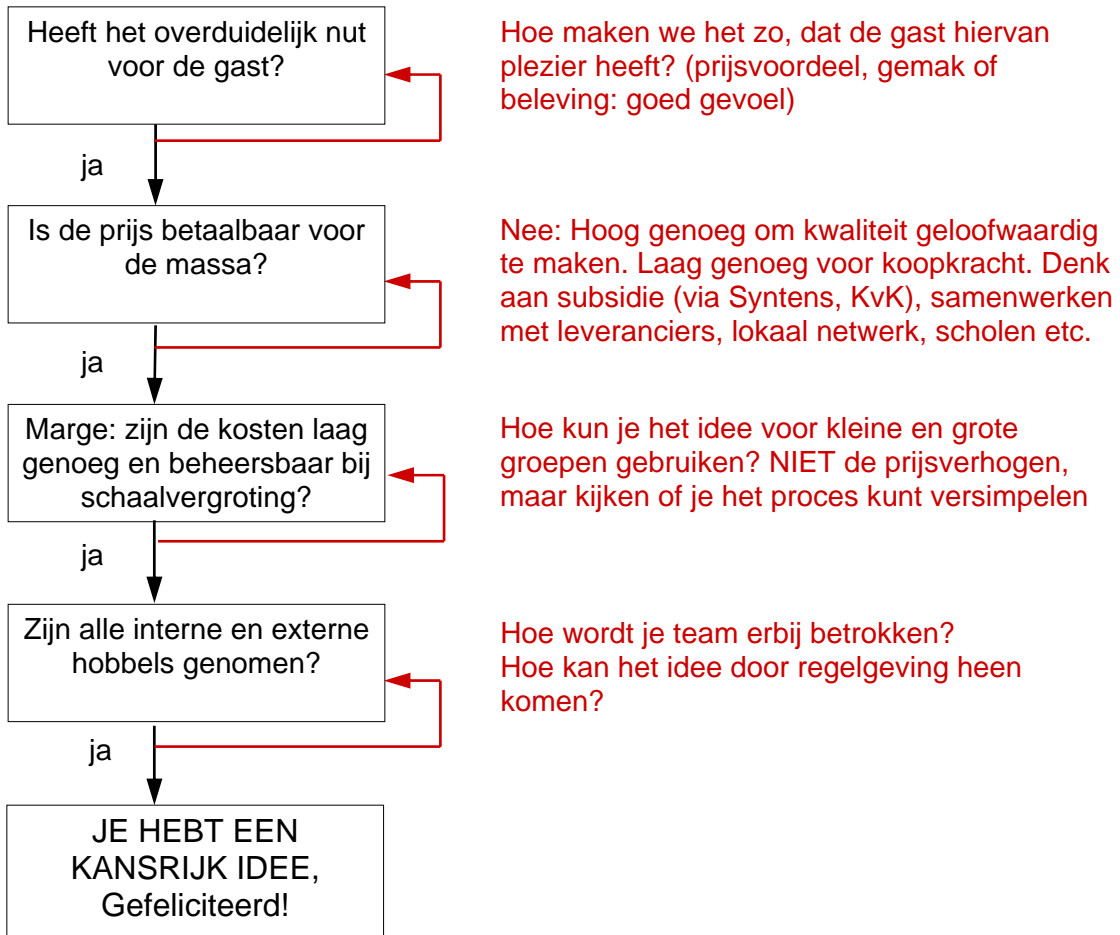 Heeft het overduidelijk nut
voor de gast?
Hoe maken we het zo, dat de gast hiervan
plezier heeft? (prijsvoordeel, gemak of
beleving: goed gevoel)
ja
Is de prijs betaalbaar voor
de massa?
Nee: Hoog genoeg om kwaliteit geloofwaardig
te maken. Laag genoeg voor koopkracht. Denk
aan subsidie (via Syntens, KvK), samenwerken
met leveranciers, lokaal netwerk, scholen etc.
ja
Marge: zijn de kosten laag
genoeg en beheersbaar bij
schaalvergroting?
Hoe kun je het idee voor kleine en grote
groepen gebruiken? NIET de prijsverhogen,
maar kijken of je het proces kunt versimpelen
ja
Zijn alle interne en externe
hobbels genomen?
Hoe wordt je team erbij betrokken?
Hoe kan het idee door regelgeving heen
komen?
ja
JE HEBT EEN
KANSRIJK IDEE,
Gefeliciteerd!